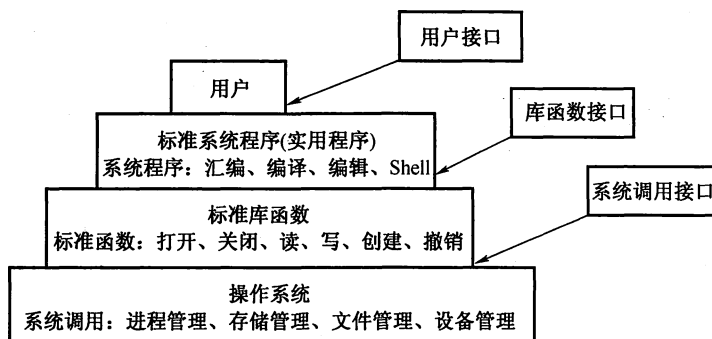 用户接口
用户
库函数接口
标准系统程序(实用程序)
系统程序：汇编、编译、编辑、Shell
系统调用接口
标准库函数
标准函数：打开、关闭、读、写、创建、撤销
操作系统
系统调用：进程管理、存储管理、文件管理、设备管理